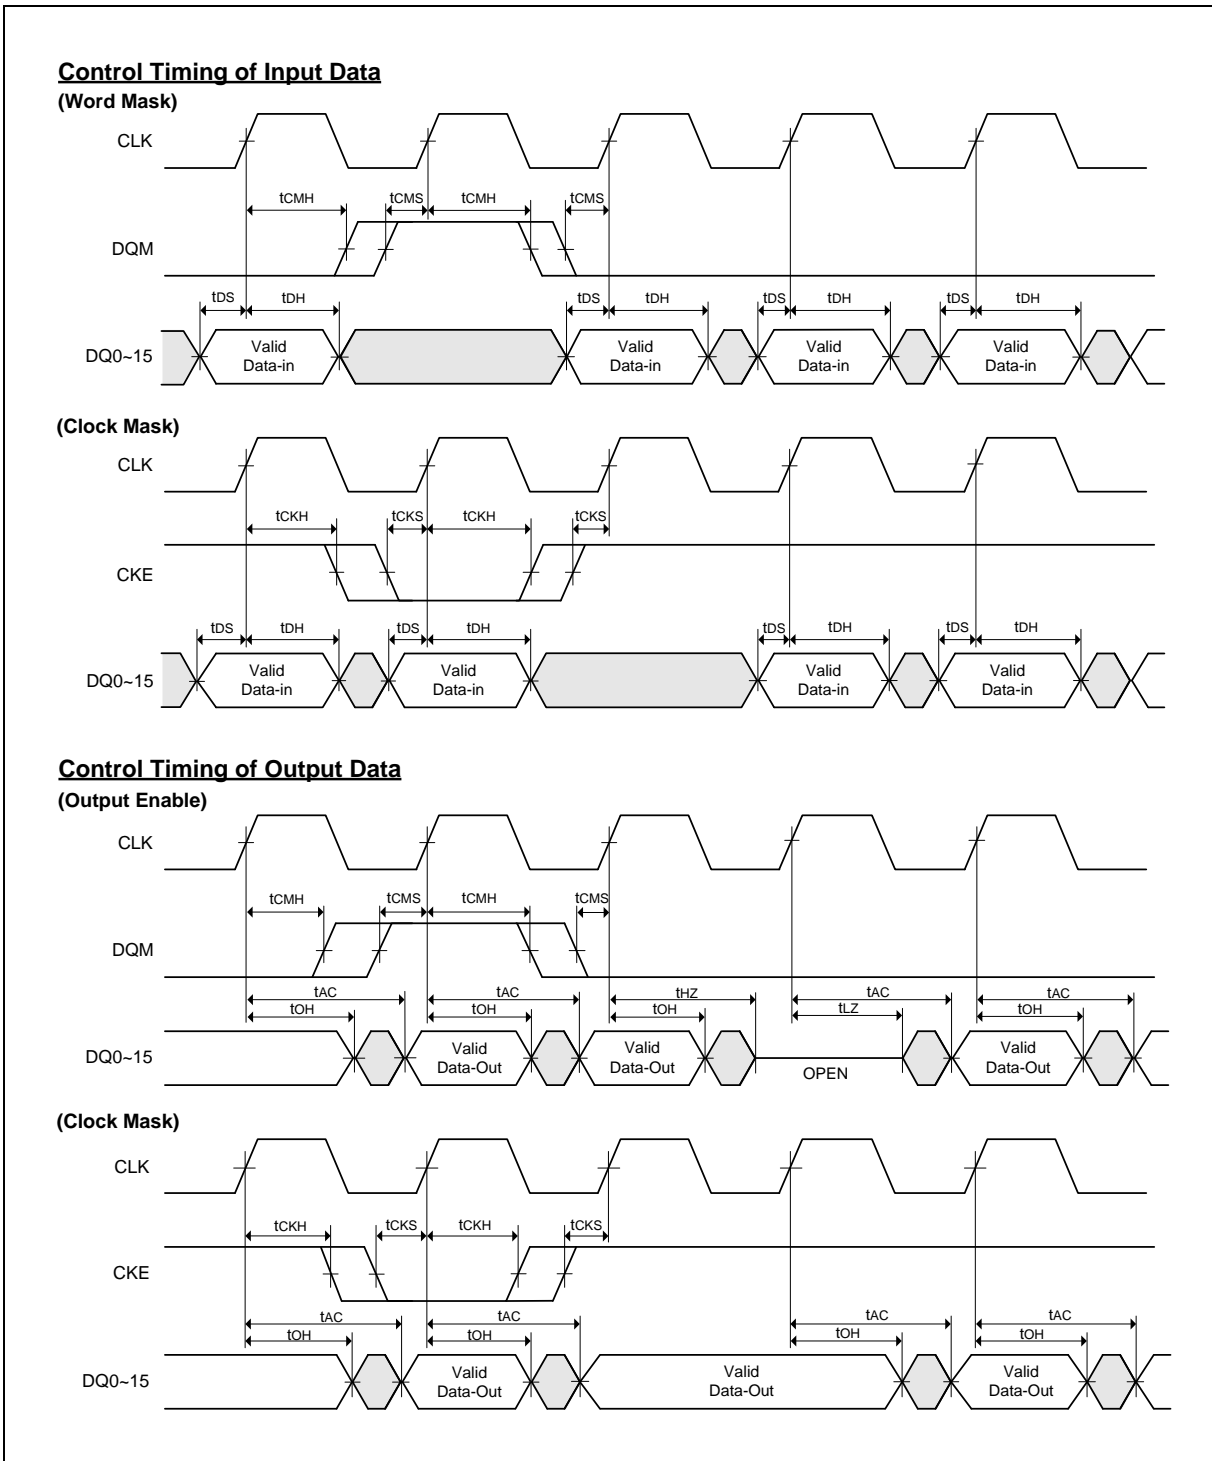 Control Timing of Input Data
(Word Mask)
CLK
tCMH tCMS tCMH tCMS
DQM
tDS tDH tDS tDH tDS tDH tDS tDH
DQ0~15
Valid Data-in
Valid Data-in
Valid Data-in
Valid Data-in
(Clock Mask)
CLK
tCKH tCKS tCKH tCKS
CKE
tDS tDH tDS tDH tDS tDH tDS tDH
DQ0~15
Valid Data-in
Valid Data-in
Valid Data-in
Valid Data-in
Control Timing of Output Data
(Output Enable)
CLK
tCMH tCMS tCMH tCMS
DQM
tAC tAC tHZ tAC tAC
tOH tOH tOH tLZ tOH
DQ0~15
Valid Data-Out
Valid Data-Out
OPEN
Valid Data-Out
(Clock Mask)
CLK
tCKH tCKS tCKH tCKS
CKE
tAC tAC tAC tAC
tOH tOH tOH tOH
DQ0~15
Valid Data-Out
Valid Data-Out
Valid Data-Out